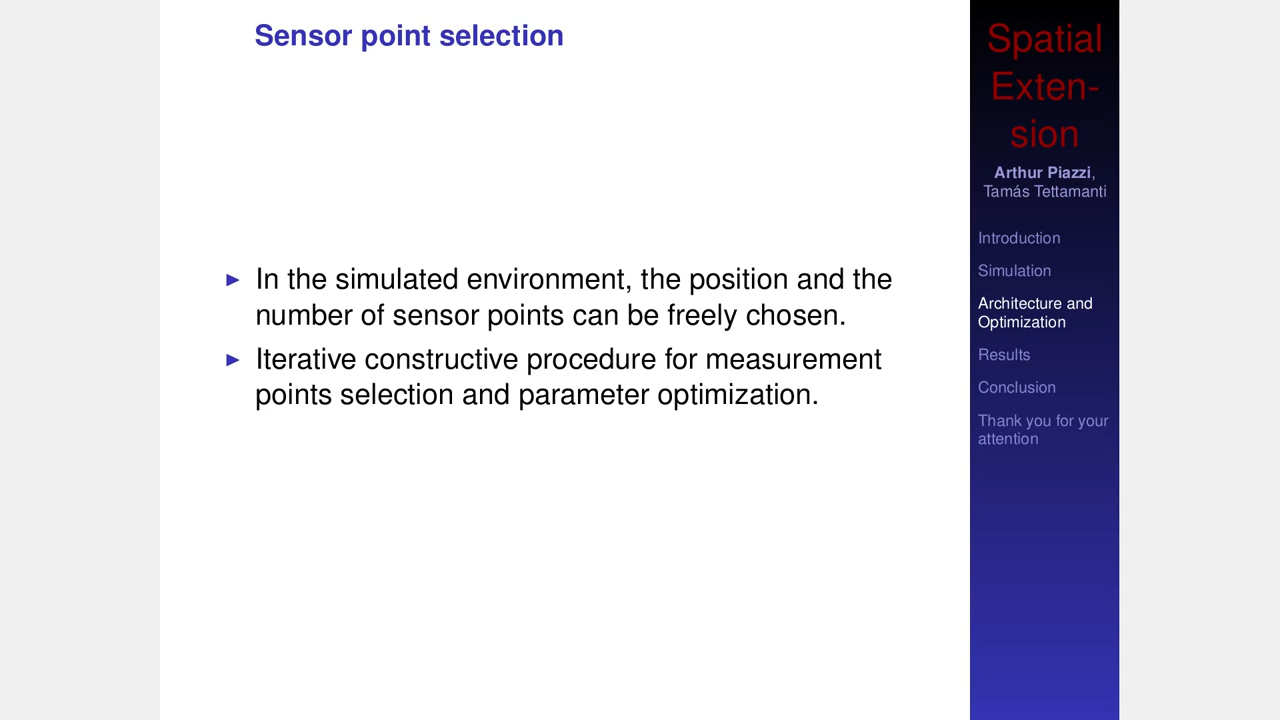 Sensor point selection
In the simulated environment, the position and the
number of sensor points can be freely chosen.
Iterative constructive procedure for measurement
points selection and parameter optimization.
Spatial
Exten-
sion
Arthur Piazzi,
Tamás Tettamanti
Introduction
Simulation
Architecture and
Optimization
Results
Conclusion
Thank you for your
attention